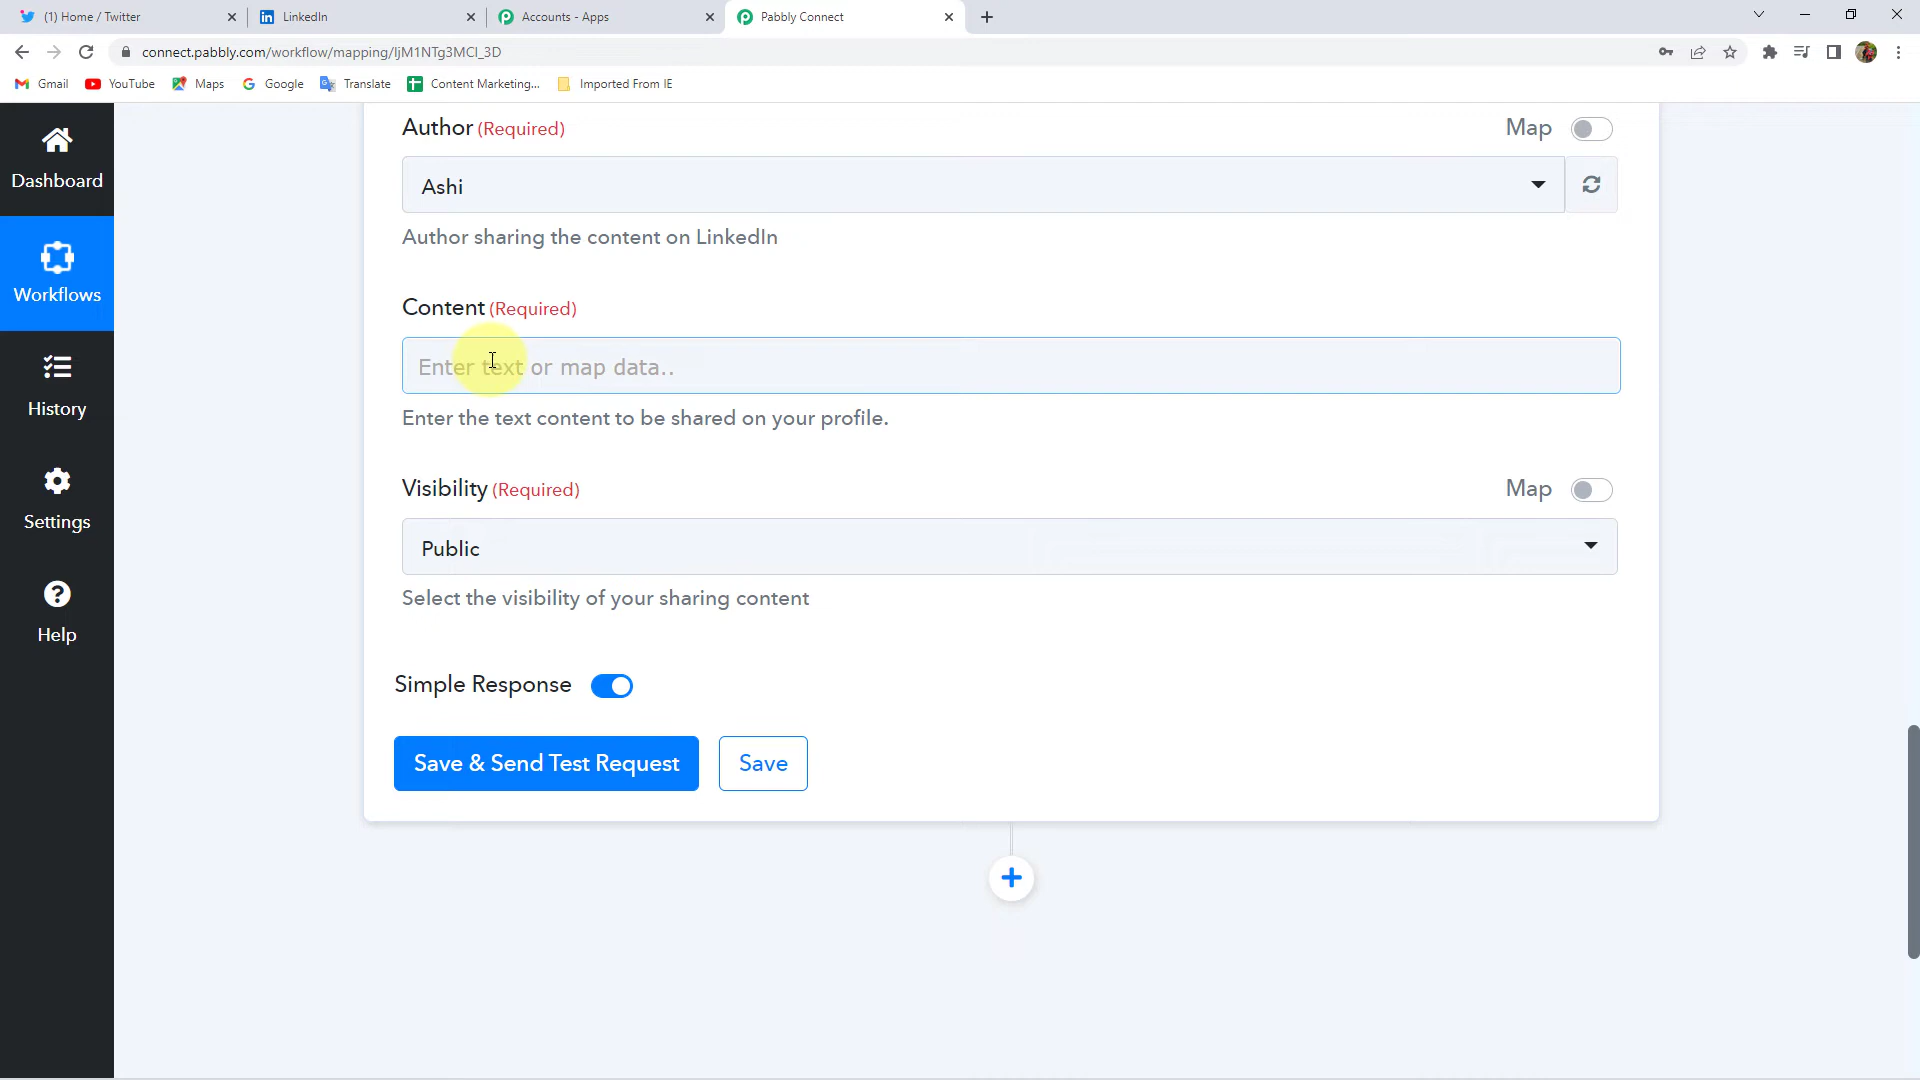 (1) Home / Twitter
LinkedIn
Accounts - Apps
Pabbly Connect
connect.pabbly.com/workflow/mapping/IjM1NTg3MCI_3D
Gmail
YouTube
Maps
Google
Translate
Content Marketing...
Imported From IE
Dashboard
Workflows
History
Settings
Help
Author (Required)
Map
Ashi
Author sharing the content on LinkedIn
Content (Required)
Enter text or map data..
Enter the text content to be shared on your profile.
Visibility (Required)
Map
Public
Select the visibility of your sharing content
Simple Response
Save & Send Test Request
Save